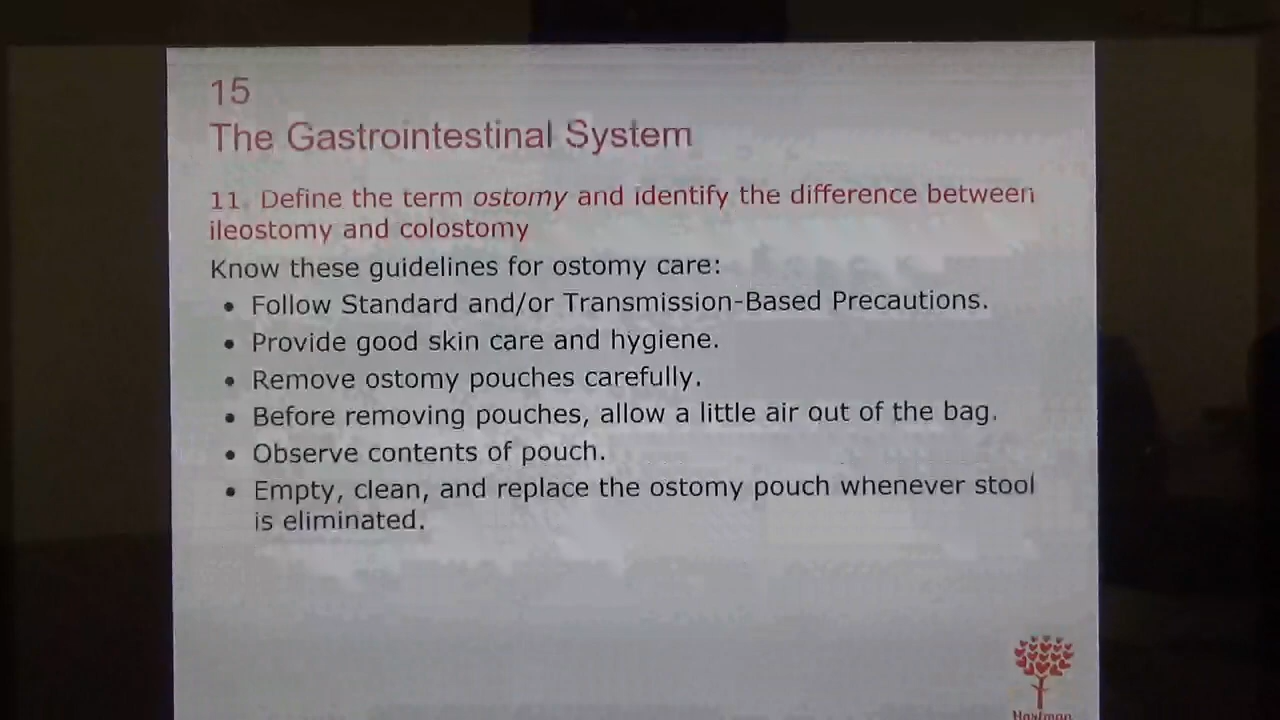 15
The Gastrointestinal System
11. Define the term ostomy and identify the difference between
ileostomy and colostomy
Know these guidelines for ostomy care:
• Follow Standard and/or Transmission-Based Precautions.
• Provide good skin care and hygiene.
• Remove ostomy pouches carefully.
• Before removing pouches, allow a little air out of the bag.
• Observe contents of pouch.
• Empty, clean, and replace the ostomy pouch whenever stool
is eliminated.
Hartman